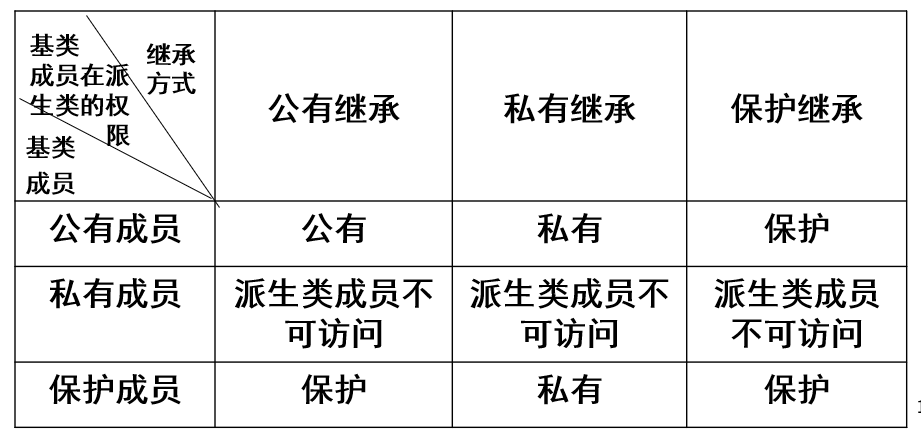 基类
成员在派
生类的权
限
继承
方式
基类
成员
公有继承
私有继承
保护继承
公有成员
公有
私有
保护
私有成员
派生类成员不
可访问
派生类成员不
可访问
派生类成员
不可访问
保护成员
保护
私有
保护